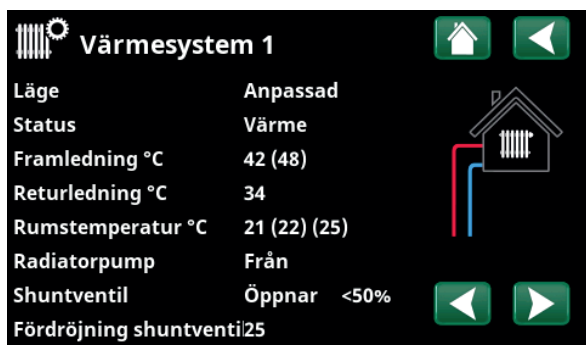 Värmesystem 1
Läge Anpassad
Status Värme
Framledning °C 42 (48)
Returledning °C 34
Rumstemperatur °C 21 (22) (25)
Radiatorpump Från
Shuntventil Öppnar <50%
Fördröjning shuntventil 25